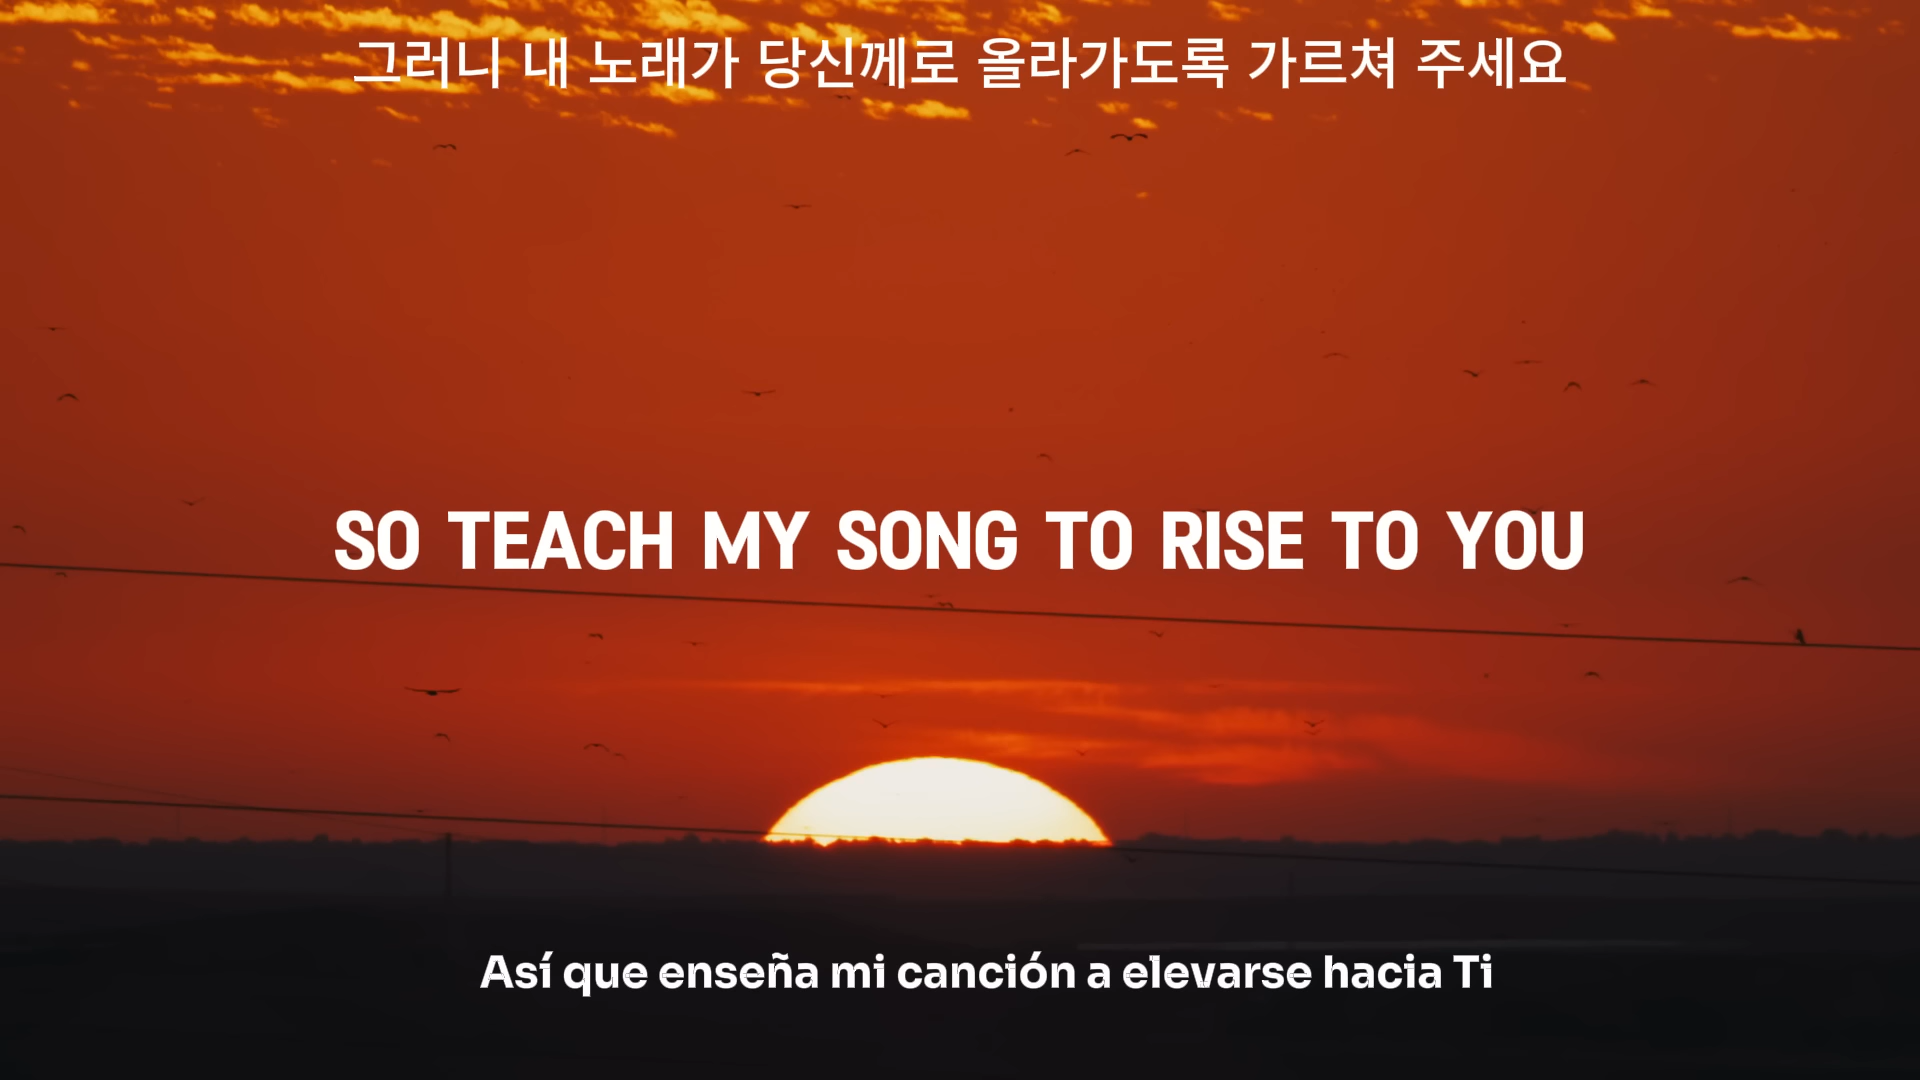 그러니 내 노래가 당신께로 올라가도록 가르쳐 주세요
SO TEACH MY SONG TO RISE TO YOU
Así que enseña mi canción a elevarse hacia Ti